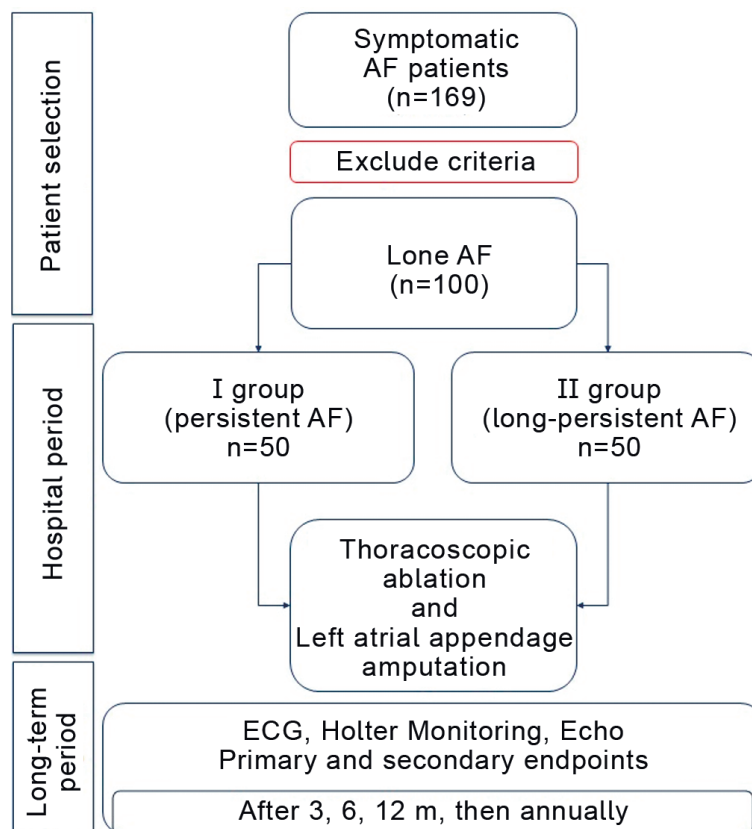 Patient selection
Symptomatic
AF patients
(n=169)
Exclude criteria
Lone AF
(n=100)
Hospital period
I group
(persistent AF)
n=50
II group
(long-persistent AF)
n=50
Thoracoscopic
ablation
and
Left atrial appendage
amputation
Long-term
period
ECG, Holter Monitoring, Echo
Primary and secondary endpoints
After 3, 6, 12 m, then annually